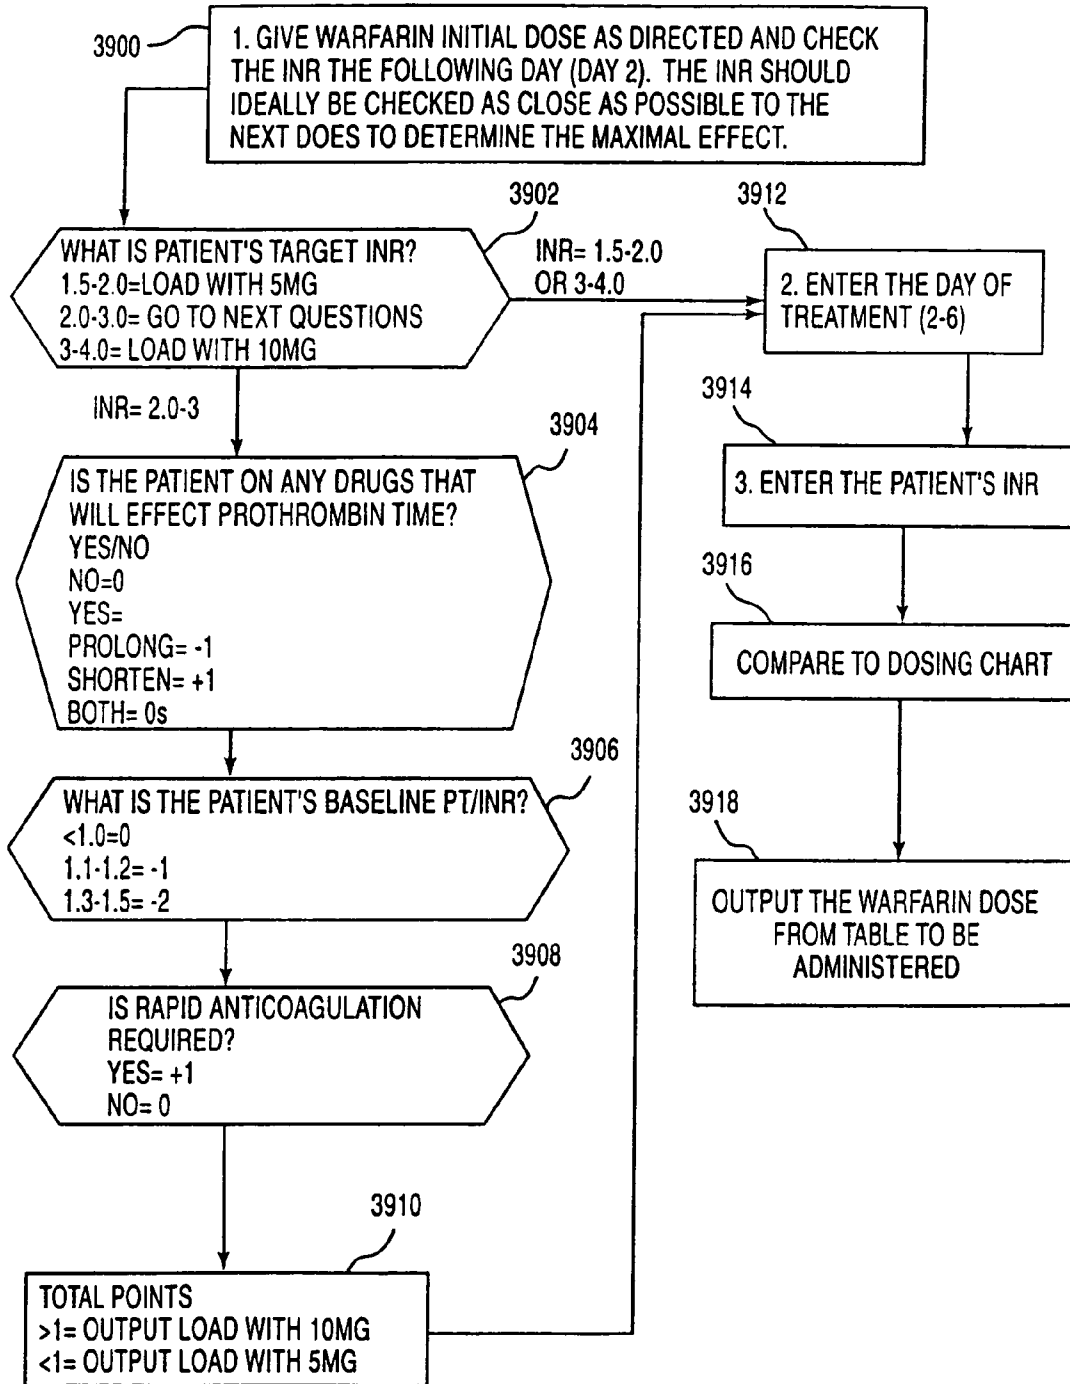 3900
1. GIVE WARFARIN INITIAL DOSE AS DIRECTED AND CHECK
THE INR THE FOLLOWING DAY (DAY 2). THE INR SHOULD
IDEALLY BE CHECKED AS CLOSE AS POSSIBLE TO THE
NEXT DOES TO DETERMINE THE MAXIMAL EFFECT.
3902
WHAT IS PATIENT'S TARGET INR?
1.5-2.0=LOAD WITH 5MG
2.0-3.0= GO TO NEXT QUESTIONS
3-4.0= LOAD WITH 10MG
INR= 1.5-2.0
OR 3-4.0
INR= 2.0-3
3904
IS THE PATIENT ON ANY DRUGS THAT
WILL EFFECT PROTHROMBIN TIME?
YES/NO
NO=0
YES=
PROLONG= -1
SHORTEN= +1
BOTH= 0s
3906
WHAT IS THE PATIENT'S BASELINE PT/INR?
<1.0=0
1.1-1.2= -1
1.3-1.5= -2
3908
IS RAPID ANTICOAGULATION
REQUIRED?
YES= +1
NO= 0
3910
TOTAL POINTS
>1= OUTPUT LOAD WITH 10MG
<1= OUTPUT LOAD WITH 5MG
3912
2. ENTER THE DAY OF
TREATMENT (2-6)
3914
3. ENTER THE PATIENT'S INR
3916
COMPARE TO DOSING CHART
3918
OUTPUT THE WARFARIN DOSE
FROM TABLE TO BE
ADMINISTERED